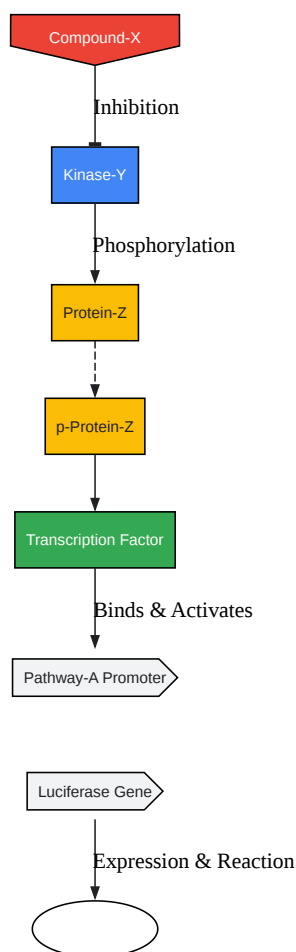 Compound-X
Inhibition
Kinase-Y
Phosphorylation
Protein-Z
p-Protein-Z
Transcription Factor
Binds & Activates
Pathway-A Promoter
Luciferase Gene
Expression & Reaction